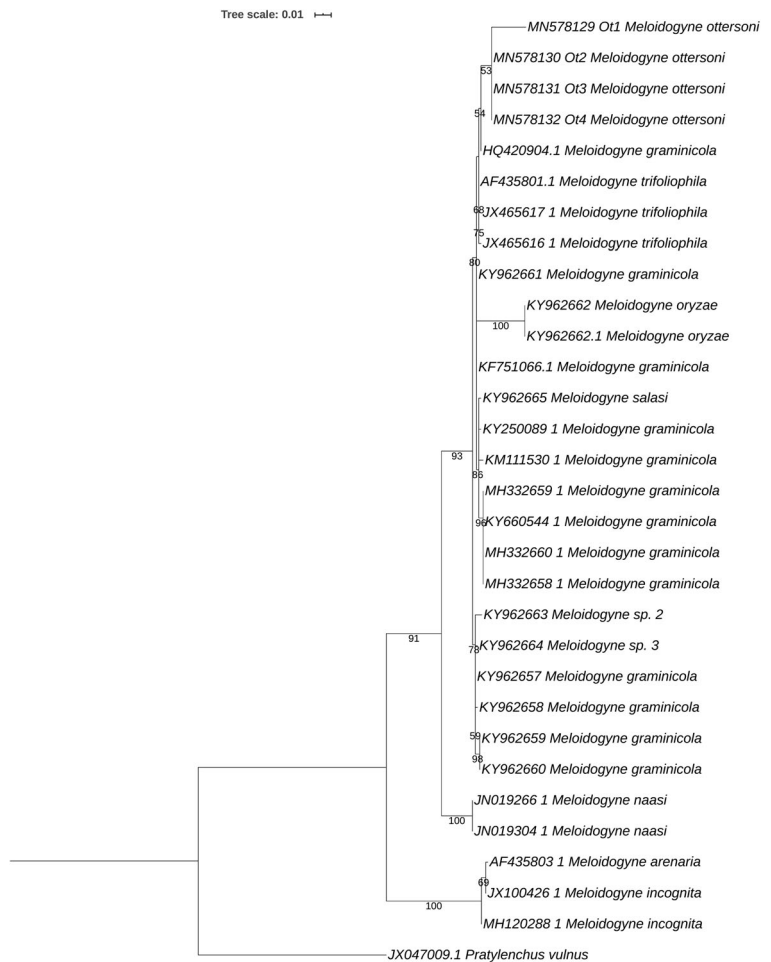 Tree scale: 0.01
MN578129 Ot1 Meloidogyne ottersoni
MN578130 Ot2 Meloidogyne ottersoni
53
MN578131 Ot3 Meloidogyne ottersoni
54
MN578132 Ot4 Meloidogyne ottersoni
HQ420904.1 Meloidogyne graminicola
AF435801.1 Meloidogyne trifoliophila
68
JX465617 1 Meloidogyne trifoliophila
75
JX465616 1 Meloidogyne trifoliophila
80
KY962661 Meloidogyne graminicola
KY962662 Meloidogyne oryzae
100
KY962662.1 Meloidogyne oryzae
KF751066.1 Meloidogyne graminicola
KY962665 Meloidogyne salasi
KY250089 1 Meloidogyne graminicola
93
KM111530 1 Meloidogyne graminicola
86
MH332659 1 Meloidogyne graminicola
96
KY660544 1 Meloidogyne graminicola
MH332660 1 Meloidogyne graminicola
MH332658 1 Meloidogyne graminicola
KY962663 Meloidogyne sp. 2
91
KY962664 Meloidogyne sp. 3
78
KY962657 Meloidogyne graminicola
KY962658 Meloidogyne graminicola
59
KY962659 Meloidogyne graminicola
98
KY962660 Meloidogyne graminicola
JN019266 1 Meloidogyne naasi
100
JN019304 1 Meloidogyne naasi
AF435803 1 Meloidogyne arenaria
69
JX100426 1 Meloidogyne incognita
100
MH120288 1 Meloidogyne incognita
JX047009.1 Pratylenchus vulnus